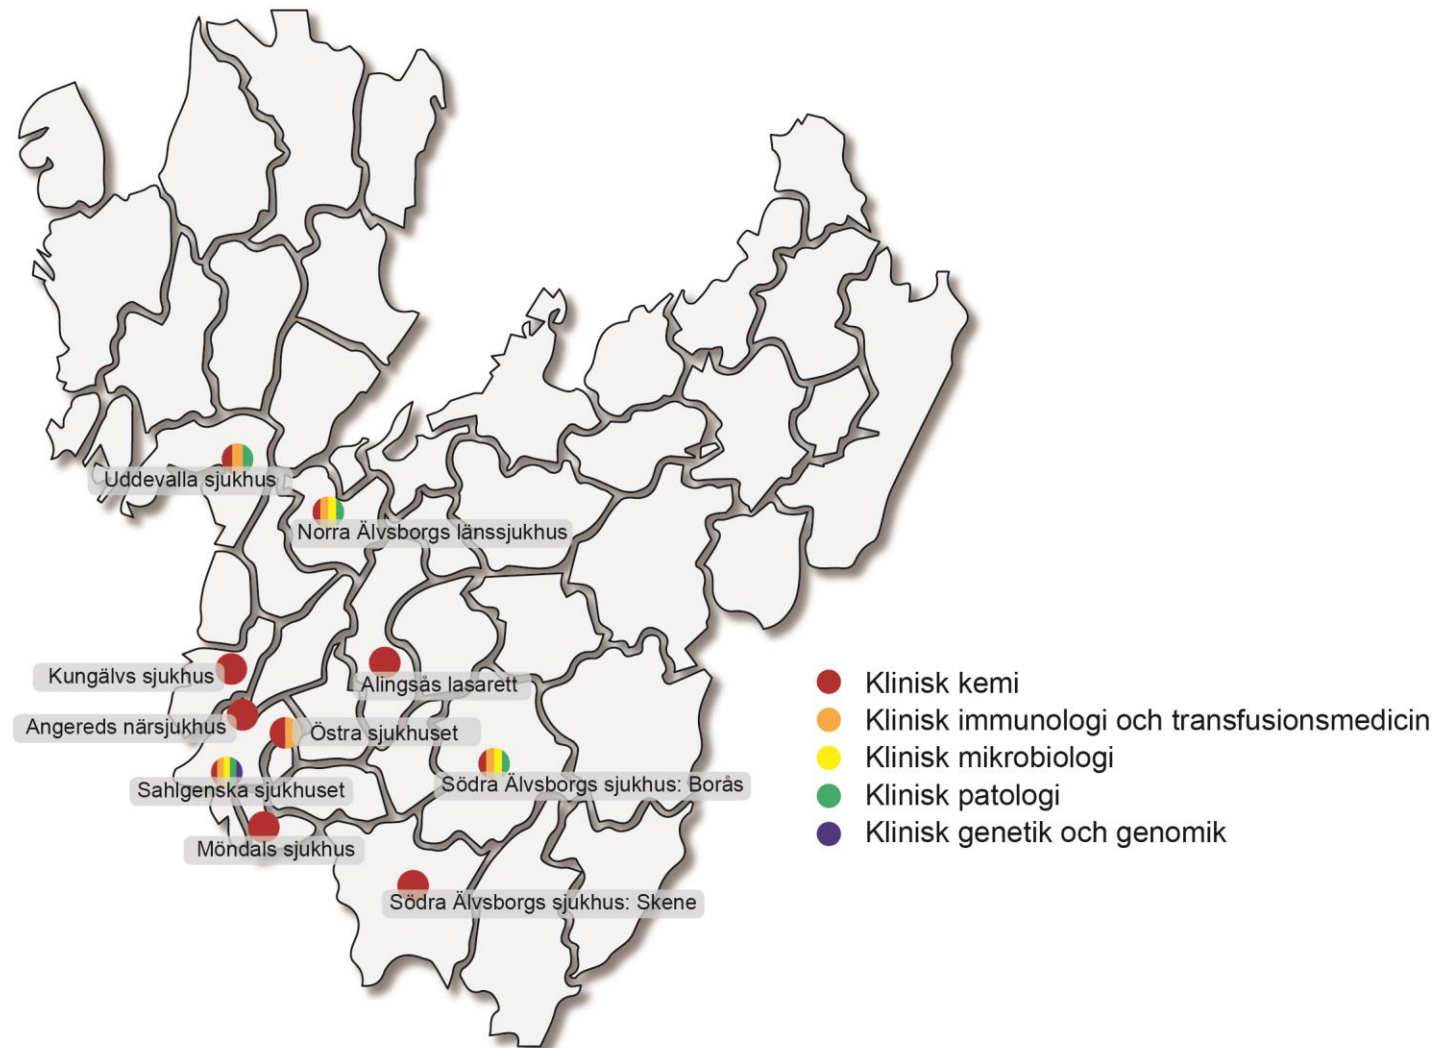 Uddevalla sjukhus
Norra Älvsborgs länssjukhus
Kungälvs sjukhus
Alingsås lasarett
Angereds närsjukhus
Östra sjukhuset
Sahlgenska sjukhuset
Södra Älvsborgs sjukhus: Borås
Möndals sjukhus
Södra Älvsborgs sjukhus: Skene
Klinisk kemi
Klinisk immunologi och transfusionsmedicin
Klinisk mikrobiologi
Klinisk patologi
Klinisk genetik och genomik